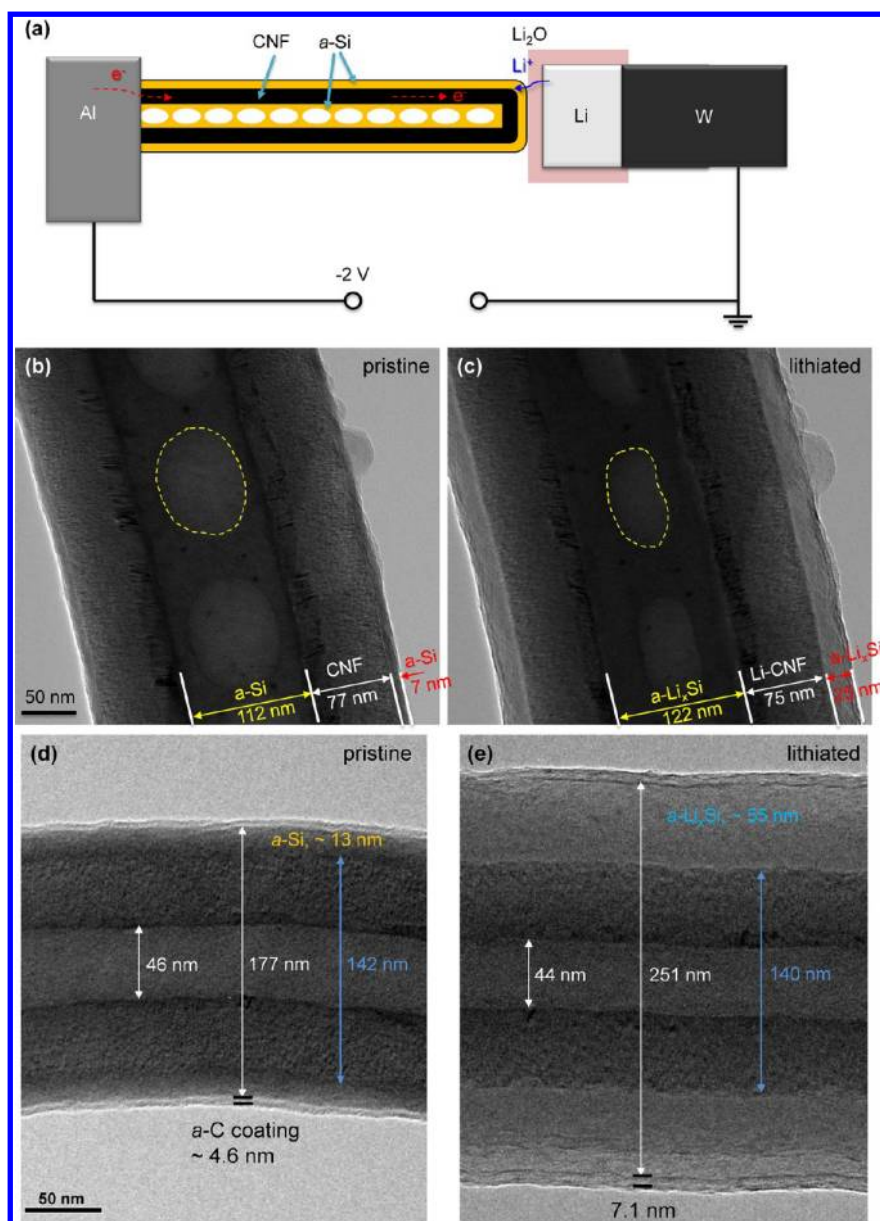 (a)
CNF
a-Si
Li₂O
Li⁺
e⁻
e⁻
Al
Li
W
-2 V
(b)
pristine
(c)
lithiated
a-Si
7 nm
CNF
77 nm
a-Si
112 nm
50 nm
a-LiₓSi
Li-CNF
75 nm
a-LiₓSi
122 nm
(d)
pristine
(e)
lithiated
a-Si, ~ 13 nm
a-LiₓSi, ~ 55 nm
46 nm
177 nm
142 nm
44 nm
251 nm
140 nm
a-C coating
~ 4.6 nm
50 nm
7.1 nm